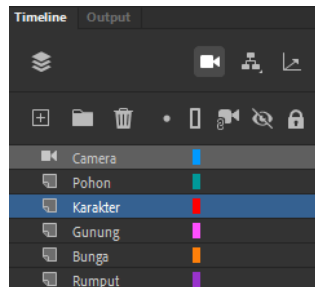 Timeline Output
Camera
Pohon
Karakter
Gunung
Bunga
Rumput